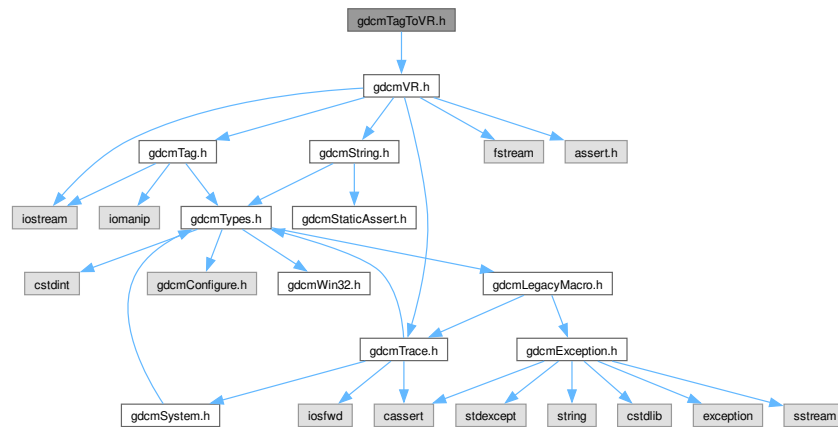 gdcmTagToVR.h
gdcmVR.h
gdcmTag.h
gdcmString.h
fstream
assert.h
iostream
iomanip
gdcmTypes.h
gdcmStaticAssert.h
cstdint
gdcmConfigure.h
gdcmWin32.h
gdcmLegacyMacro.h
gdcmTrace.h
gdcmException.h
gdcmSystem.h
iosfwd
cassert
stdexcept
string
cstdlib
exception
sstream